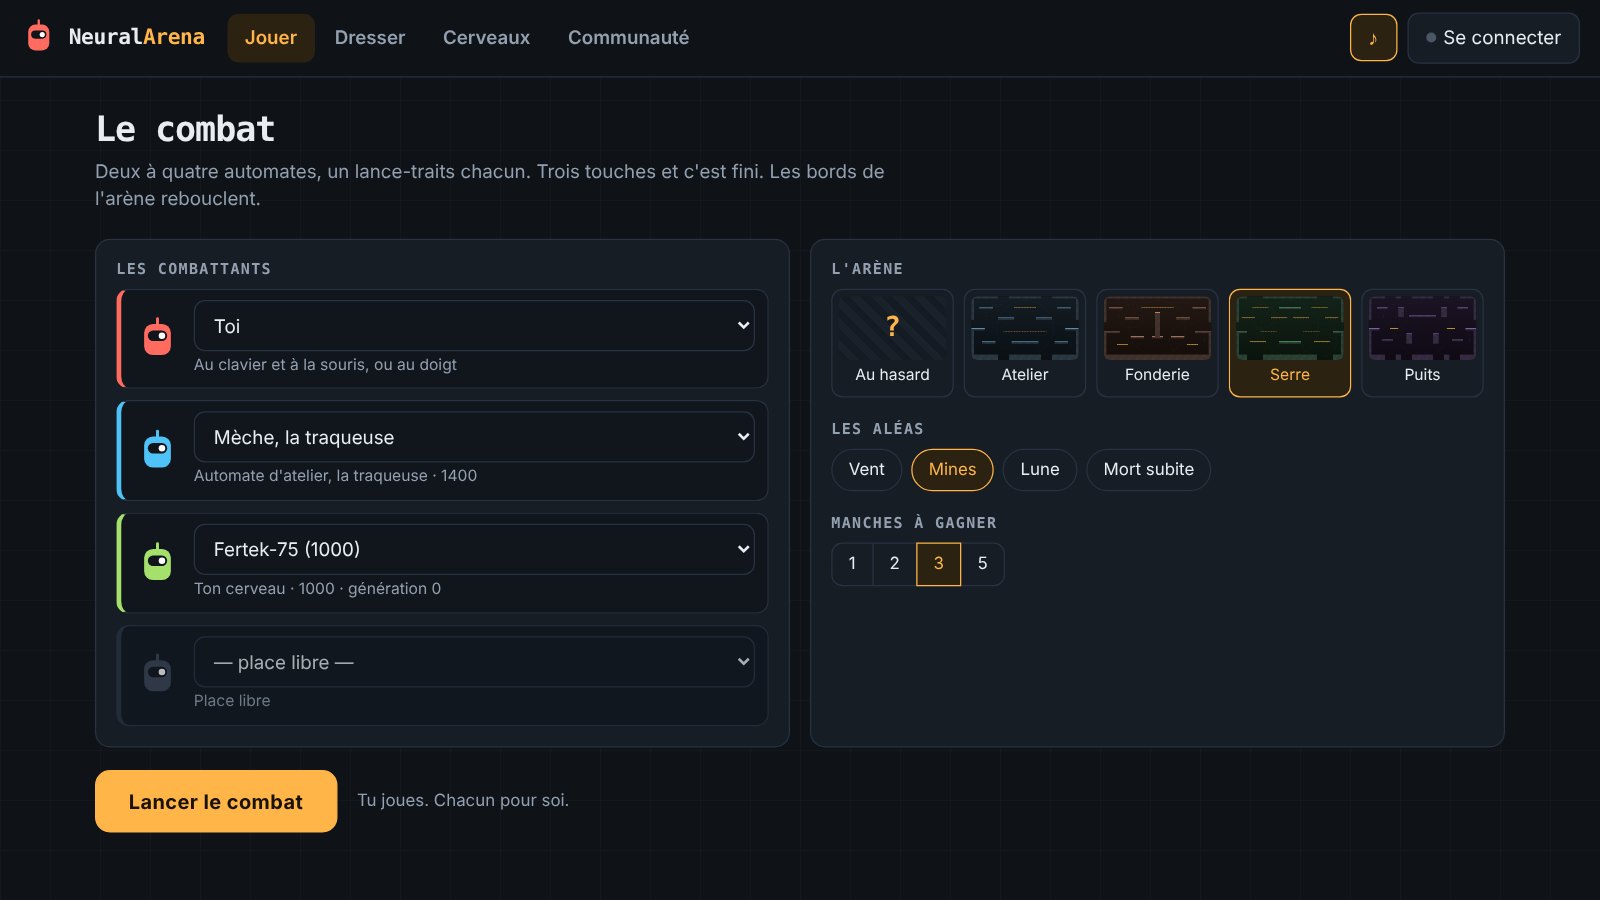 NeuralArena
Jouer
Dresser
Cerveaux
Communauté
♪
Se connecter
Le combat
Deux à quatre automates, un lance-traits chacun. Trois touches et c'est fini. Les bords de
l'arène rebouclent.
LES COMBATTANTS
Toi
Au clavier et à la souris, ou au doigt
Mèche, la traqueuse
Automate d'atelier, la traqueuse · 1400
Fertek-75 (1000)
Ton cerveau · 1000 · génération 0
— place libre —
Place libre
L'ARÈNE
?
Au hasard
Atelier
Fonderie
Serre
Puits
LES ALÉAS
Vent
Mines
Lune
Mort subite
MANCHES À GAGNER
1
2
3
5
Lancer le combat
Tu joues. Chacun pour soi.